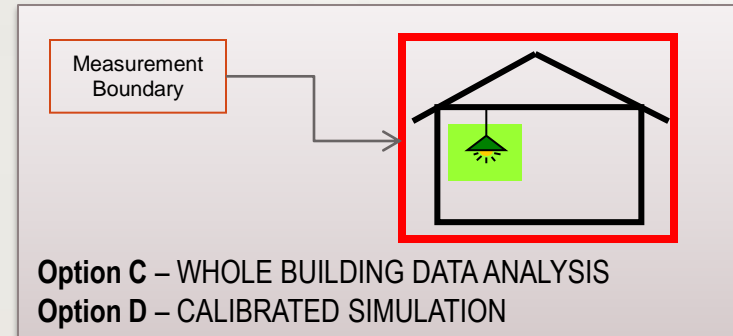 Measurement
Boundary
Option C – WHOLE BUILDING DATA ANALYSIS
Option D – CALIBRATED SIMULATION